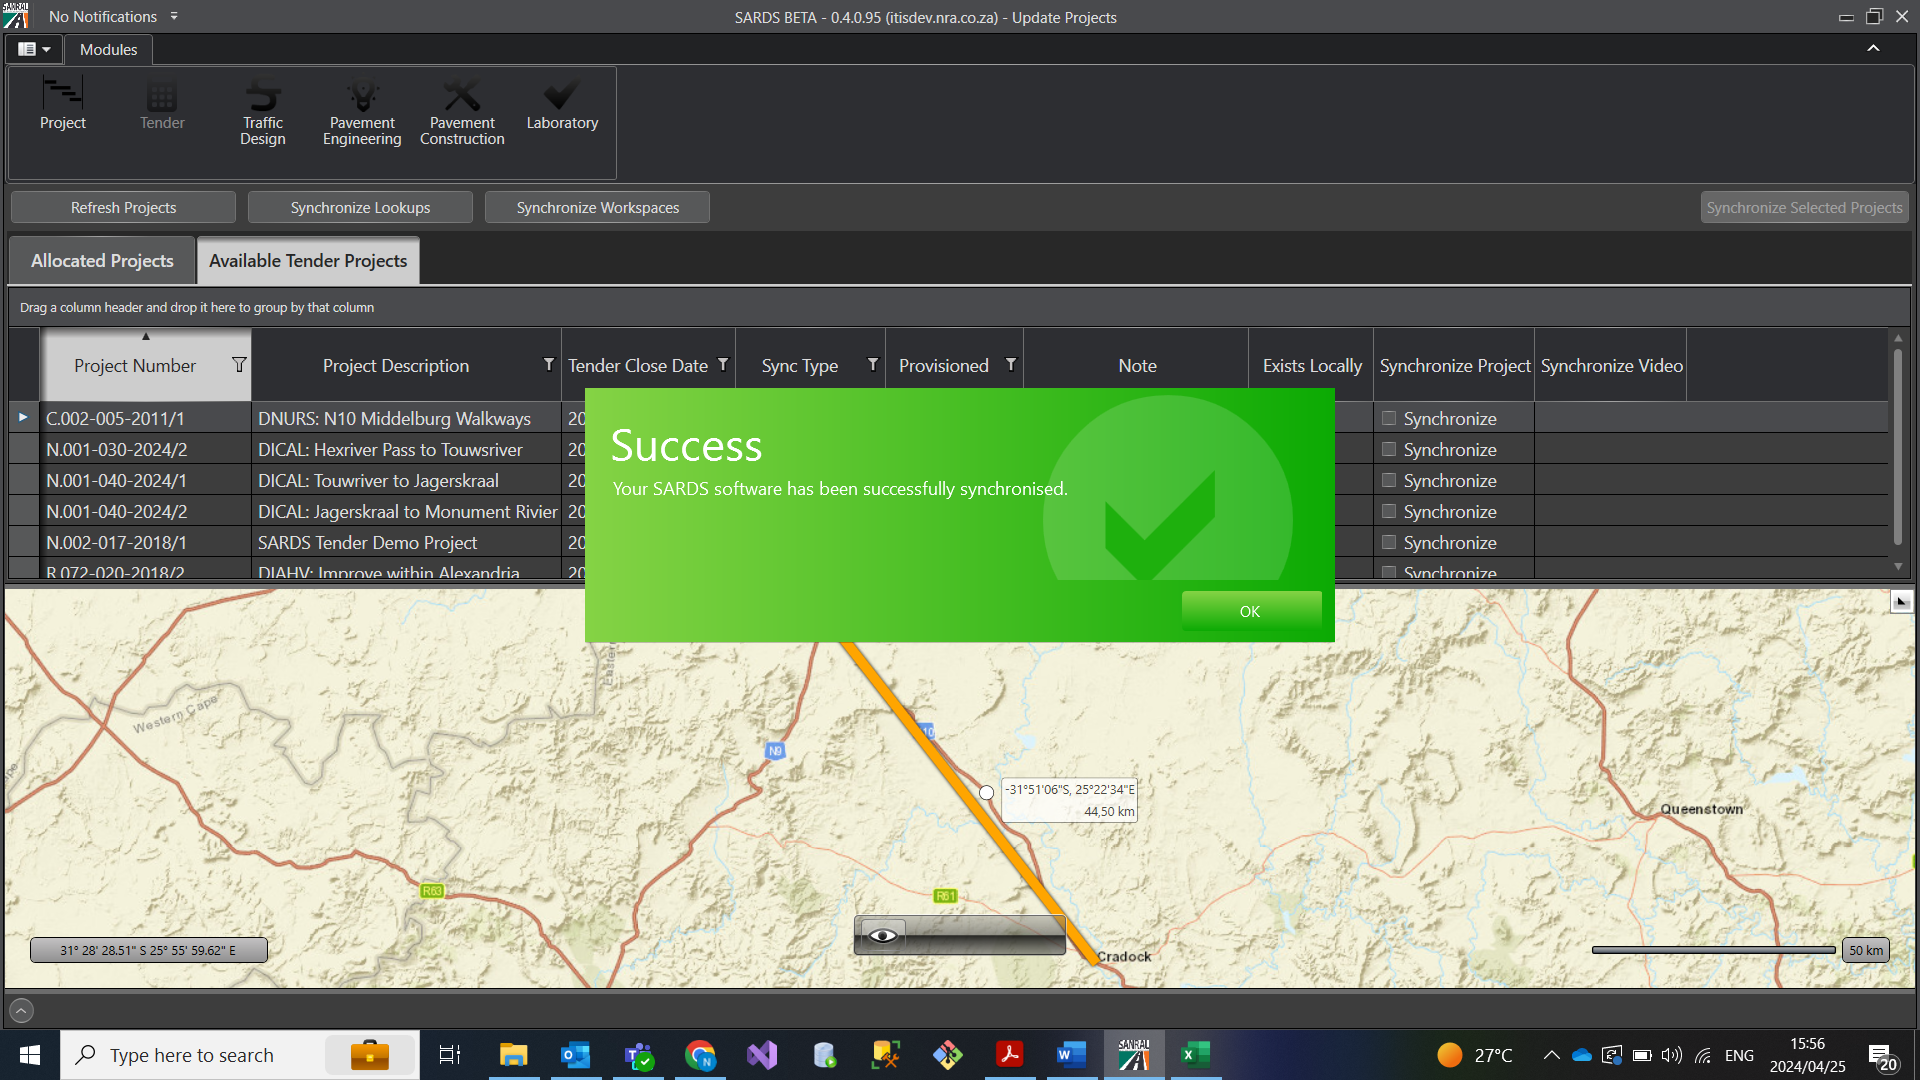 No Notifications
SARDS BETA - 0.4.0.95 (itisdev.nra.co.za) - Update Projects
Modules
Project
Tender
Traffic Design
Pavement Engineering
Pavement Construction
Laboratory
Refresh Projects
Synchronize Lookups
Synchronize Workspaces
Synchronize Selected Projects
Allocated Projects
Available Tender Projects
Drag a column header and drop it here to group by that column
Project Number
Project Description
Tender Close Date
Sync Type
Provisioned
Note
Exists Locally
Synchronize Project
Synchronize Video
C.002-005-2011/1 DNURS: N10 Middelburg Walkways 20 Synchronize
N.001-030-2024/2 DICAL: Hexriver Pass to Touwsriver 20 Synchronize
N.001-040-2024/1 DICAL: Touwriver to Jagerskraal 20 Synchronize
N.001-040-2024/2 DICAL: Jagerskraal to Monument Rivier 20 Synchronize
N.002-017-2018/1 SARDS Tender Demo Project 20 Synchronize
R.072-020-2018/2 DIAHV: Improve within Alexandria 20 Synchronize
Success
Your SARDS software has been successfully synchronised.
OK
Western Cape
Eastern
N9
10
-31°51'06"S, 25°22'34"E
44,50 km
Queenstown
R63
R61
Cradock
31° 28' 28.51" S 25° 55' 59.62" E
50 km
Type here to search
SANRAL
27°C
ENG
15:56
2024/04/25
20